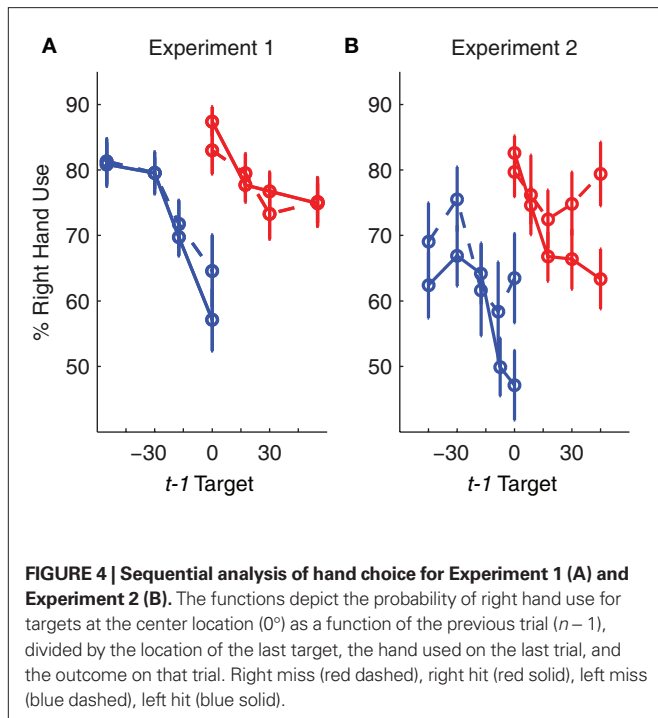 A Experiment 1 B Experiment 2
90 90
80 80
70 70
60 60
50 50
% Right Hand Use
−30 0 30 −30 0 30
t-1 Target t-1 Target
FIGURE 4 | Sequential analysis of hand choice for Experiment 1 (A) and
Experiment 2 (B). The functions depict the probability of right hand use for
targets at the center location (0°) as a function of the previous trial (n − 1),
divided by the location of the last target, the hand used on the last trial, and
the outcome on that trial. Right miss (red dashed), right hit (red solid), left miss
(blue dashed), left hit (blue solid).